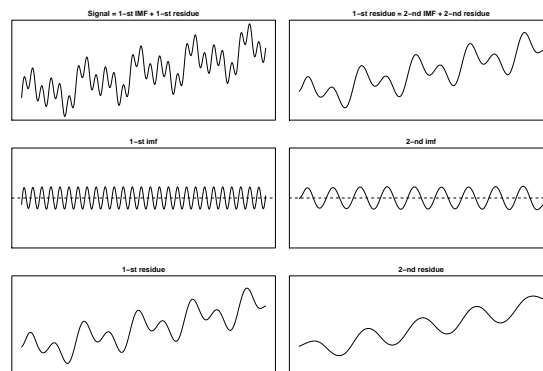 Signal = 1−st IMF + 1−st residue
1−st residue = 2−nd IMF + 2−nd residue
1−st imf
2−nd imf
1−st residue
2−nd residue